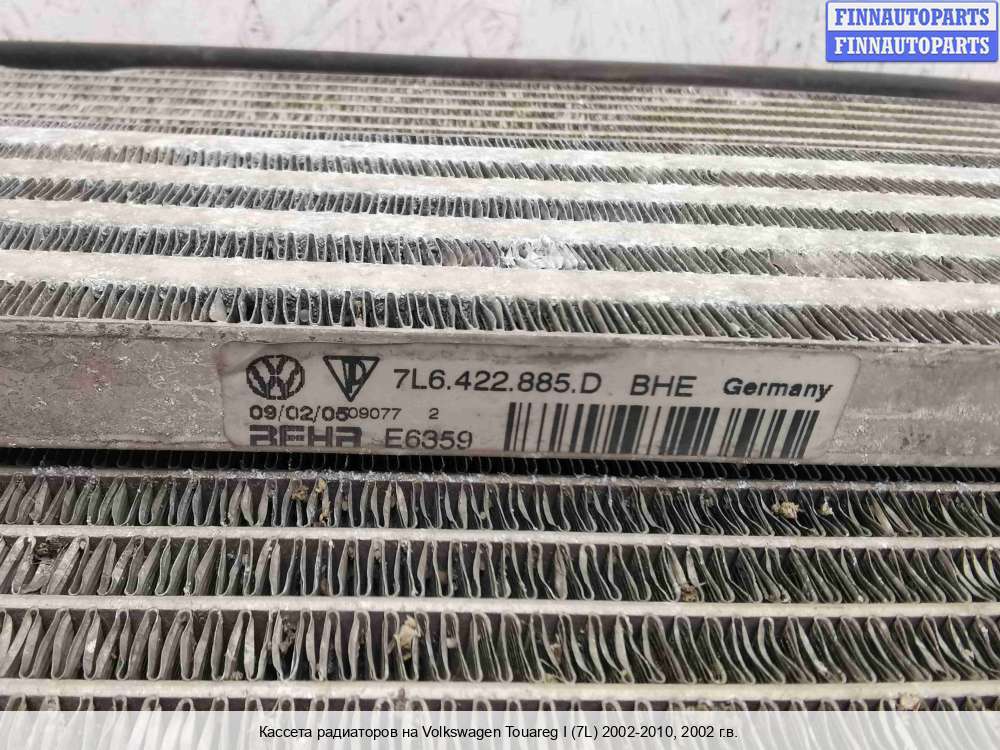 FINNAUTOPARTS
FINNAUTOPARTS
7L6.422.885.D BHE Germany
09/02/05 09077 2
BEHR E6359
Кассета радиаторов на Volkswagen Touareg I (7L) 2002-2010, 2002 г.в.